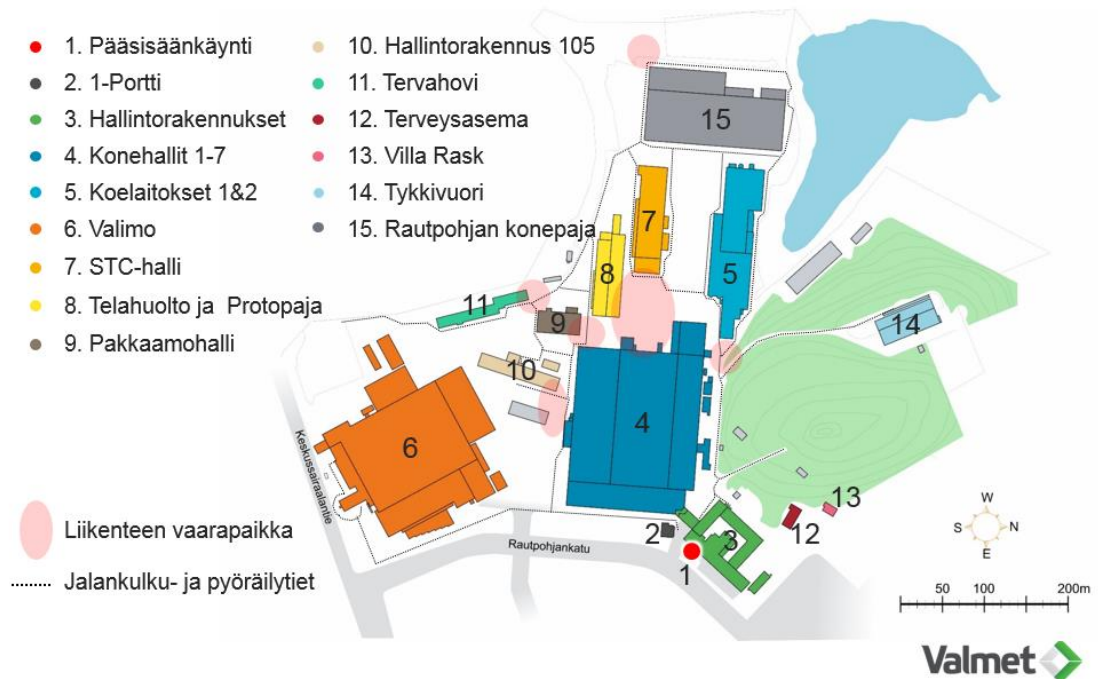 1. Pääsisäänkäynti
2. 1-Portti
3. Hallintorakennukset
4. Konehallit 1-7
5. Koelaitokset 1&2
6. Valimo
7. STC-halli
8. Telahuolto ja Protopaja
9. Pakkaamohalli
10. Hallintorakennus 105
11. Tervahovi
12. Terveysasema
13. Villa Rask
14. Tykkivuori
15. Rautpohjan konepaja
Liikenteen vaarapaikka
Jalankulku- ja pyöräilytiet
15
7
8
5
11
9
14
10
4
6
Keskussairaalantie
13
12
2
3
1
Rautpohjankatu
W
S
N
E
0 50 100 200m
Valmet